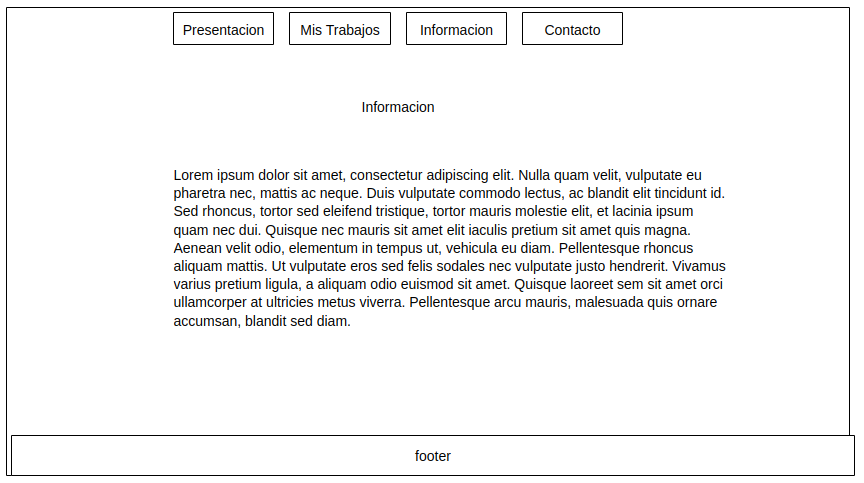 Presentacion Mis Trabajos Informacion Contacto
Informacion
Lorem ipsum dolor sit amet, consectetur adipiscing elit. Nulla quam velit, vulputate eu
pharetra nec, mattis ac neque. Duis vulputate commodo lectus, ac blandit elit tincidunt id.
Sed rhoncus, tortor sed eleifend tristique, tortor mauris molestie elit, et lacinia ipsum
quam nec dui. Quisque nec mauris sit amet elit iaculis pretium sit amet quis magna.
Aenean velit odio, elementum in tempus ut, vehicula eu diam. Pellentesque rhoncus
aliquam mattis. Ut vulputate eros sed felis sodales nec vulputate justo hendrerit. Vivamus
varius pretium ligula, a aliquam odio euismod sit amet. Quisque laoreet sem sit amet orci
ullamcorper at ultricies metus viverra. Pellentesque arcu mauris, malesuada quis ornare
accumsan, blandit sed diam.
footer